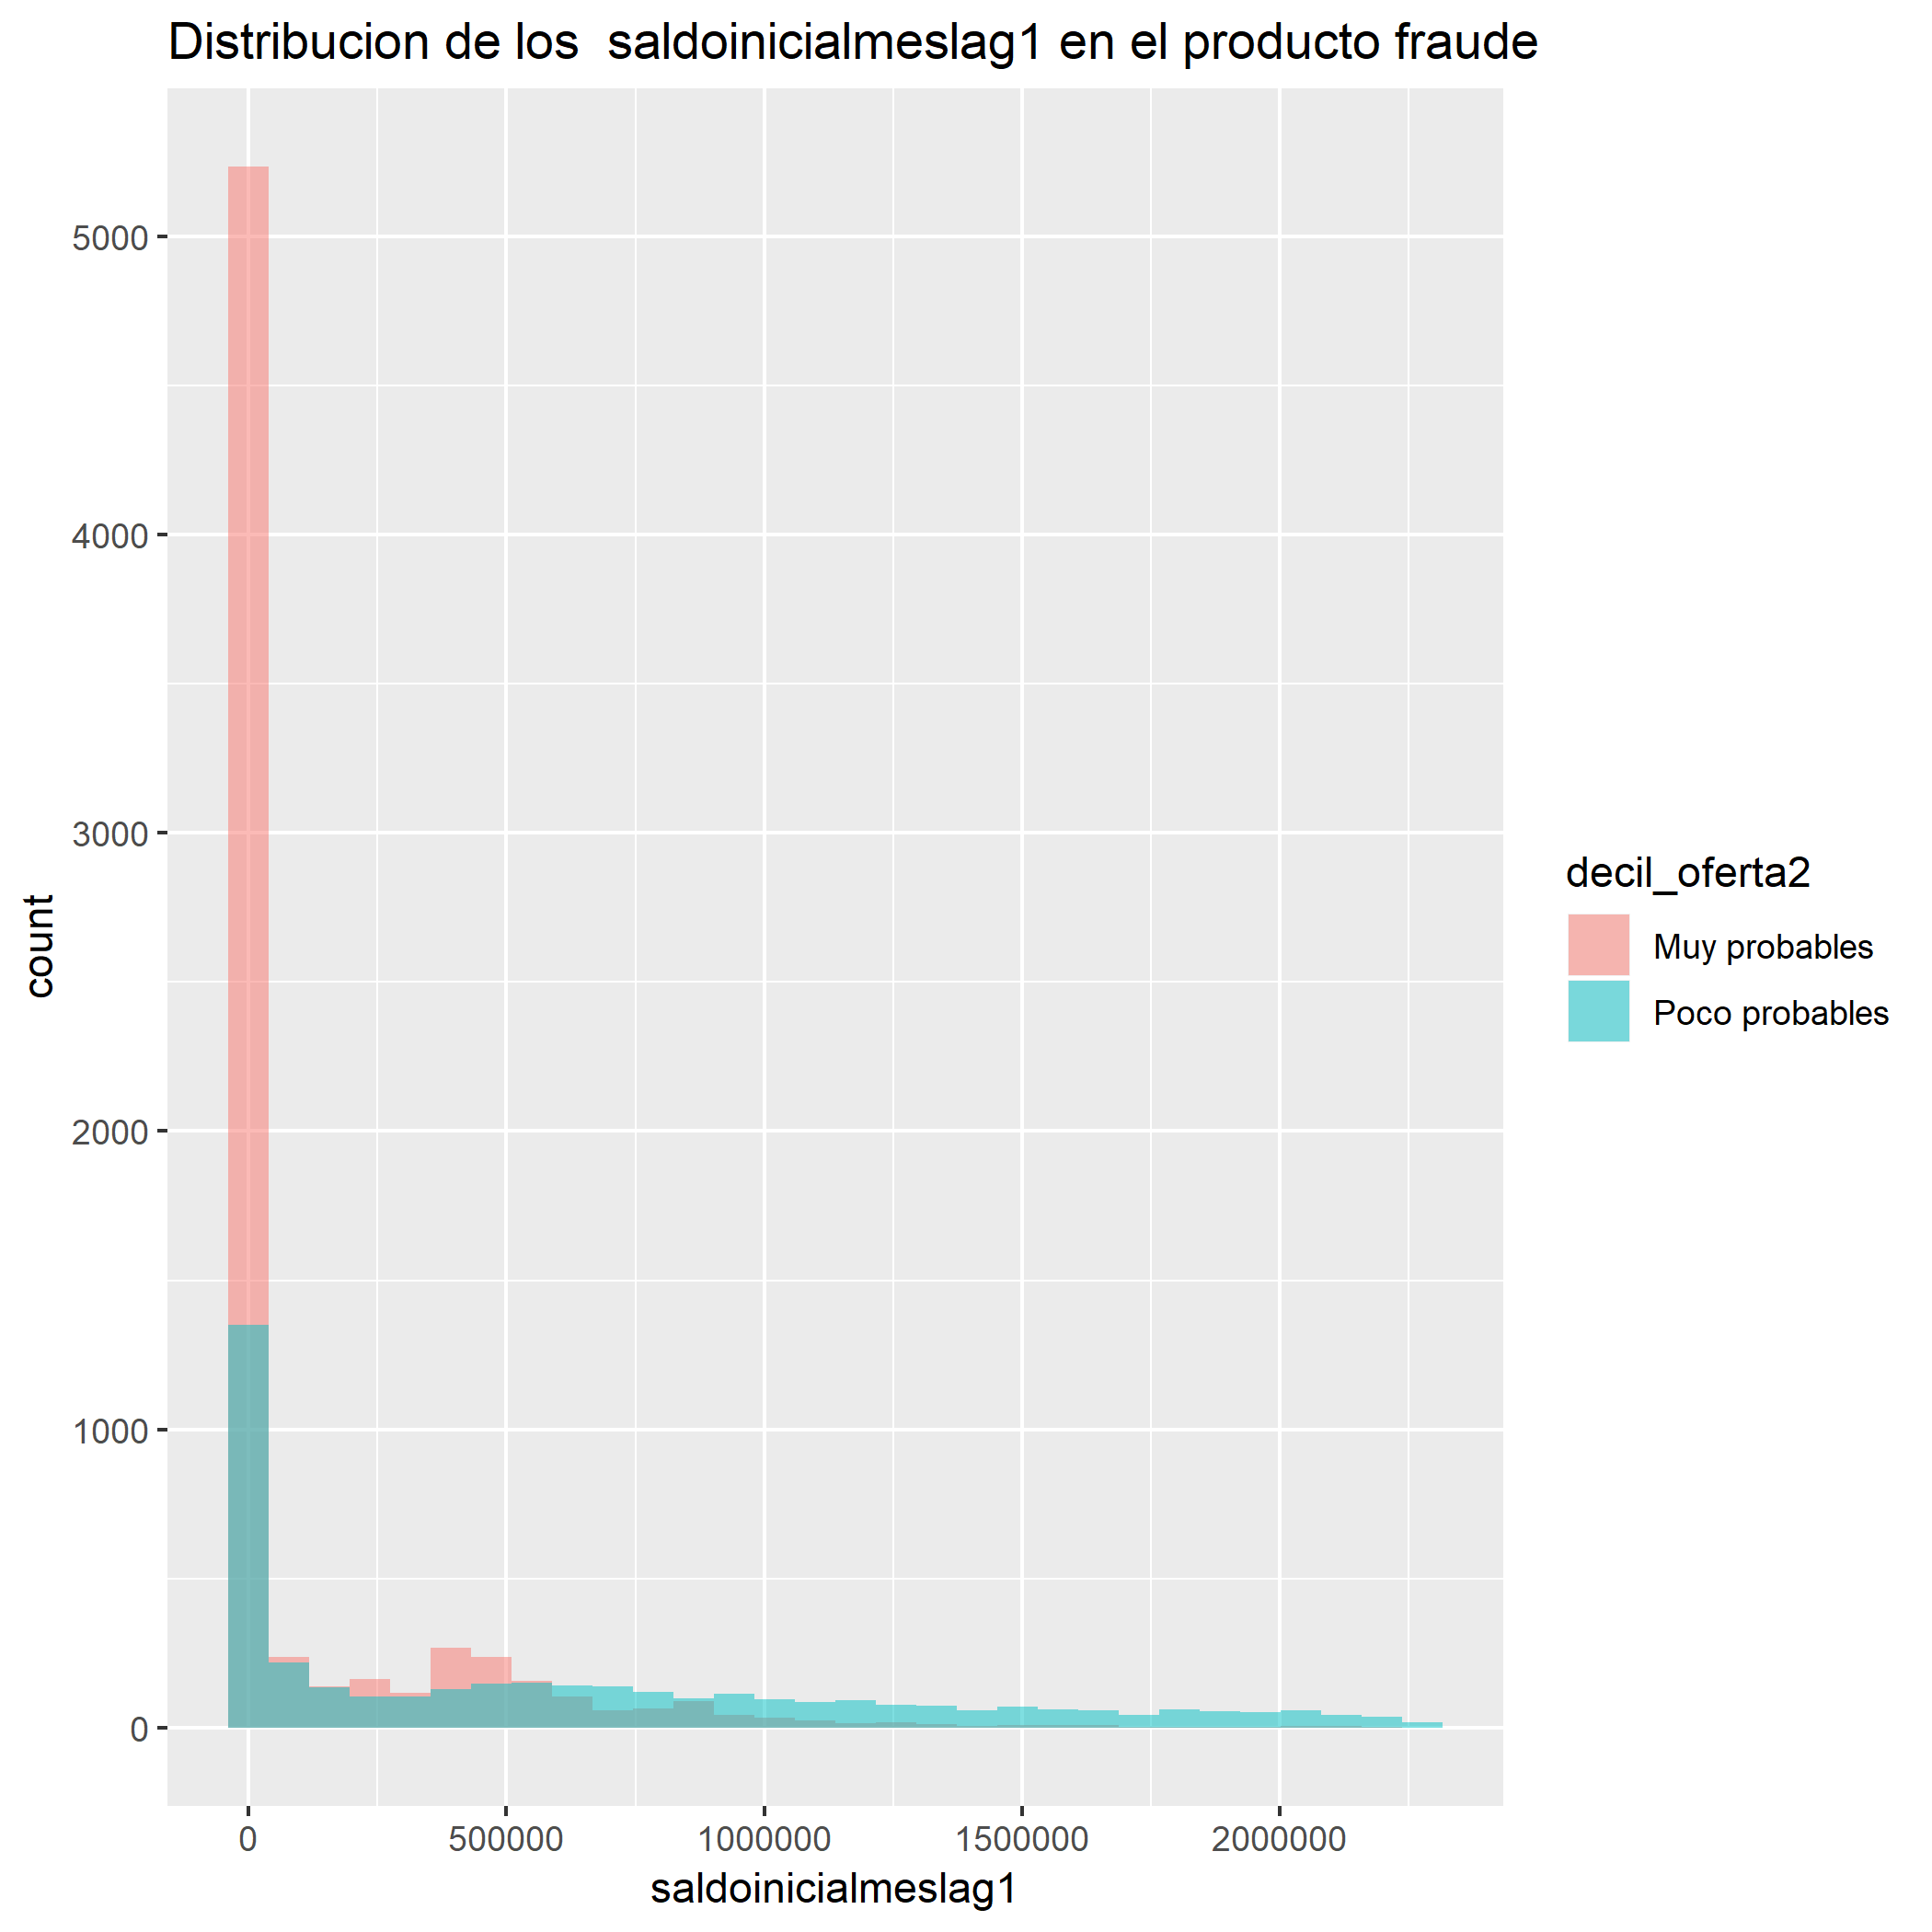 Distribucion de los  saldoinicialmeslag1 en el producto fraude
5000
4000
3000
2000
1000
0
count
0 500000 1000000 1500000 2000000
saldoinicialmeslag1
decil_oferta2
Muy probables
Poco probables